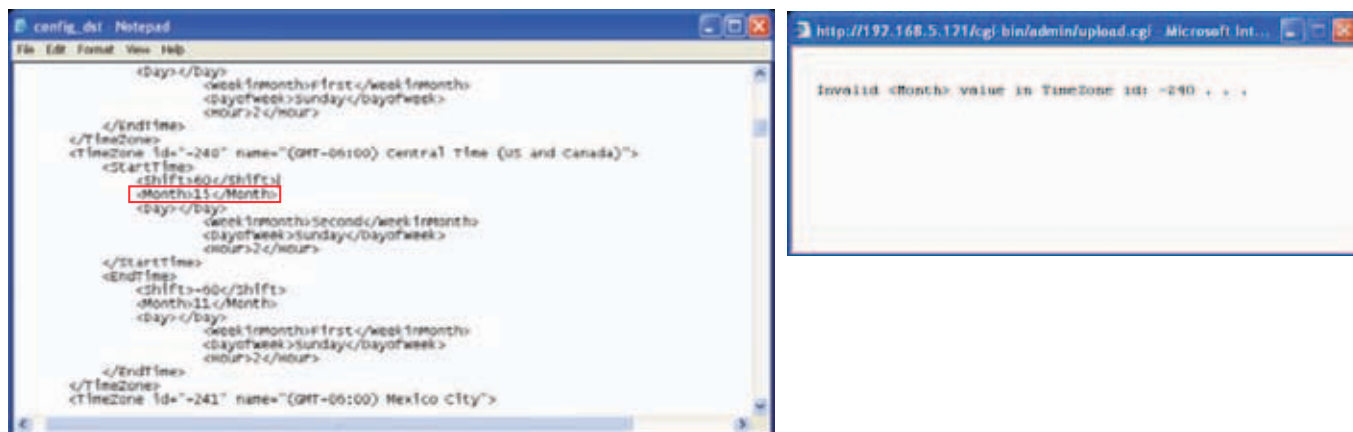 config_dst - Notepad
File Edit Format View Help
<Day></Day>
<WeekInMonth>First</WeekInMonth>
<DayofWeek>Sunday</DayofWeek>
<Hour>2</Hour>
</EndTime>
</TimeZone>
<TimeZone id="-240" name="(GMT-06:00) Central Time (US and Canada)">
<StartTime>
<Shift>60</Shift>
<Month>15</Month>
<Day></Day>
<WeekInMonth>Second</WeekInMonth>
<DayofWeek>Sunday</DayofWeek>
<Hour>2</Hour>
</StartTime>
<EndTime>
<Shift>-60</Shift>
<Month>11</Month>
<Day></Day>
<WeekInMonth>First</WeekInMonth>
<DayofWeek>Sunday</DayofWeek>
<Hour>2</Hour>
</EndTime>
</TimeZone>
<TimeZone id="-241" name="(GMT-06:00) Mexico City">
http://192.168.5.121/cgi-bin/admin/upload.cgi - Microsoft Int...
Invalid <Month> value in TimeZone id: -240 . . .